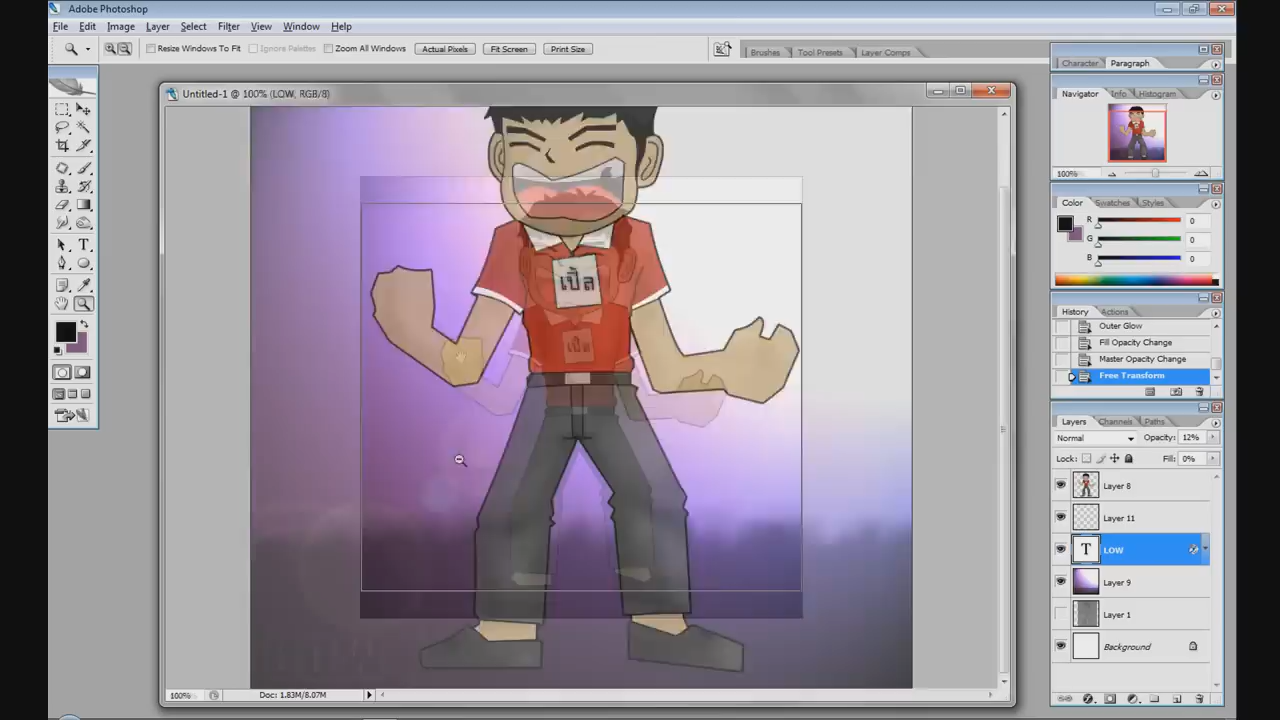 Adobe Photoshop
File Edit Image Layer Select Filter View Window Help
Resize Windows To Fit Ignore Palettes Zoom All Windows Actual Pixels Fit Screen Print Size Brushes Tool Presets Layer Comps
Character Paragraph
Untitled-1 @ 100% (LOW, RGB/8)
Navigator Info Histogram
100%
Color Swatches Styles
R 0
G 0
B 0
เปิ้ล
เปิ้ล
History Actions
Outer Glow
Fill Opacity Change
Master Opacity Change
Free Transform
Layers Channels Paths
Normal Opacity: 12%
Lock: Fill: 0%
Layer 8
Layer 11
T LOW
Layer 9
Layer 1
Background
100% Doc: 1.83M/8.07M